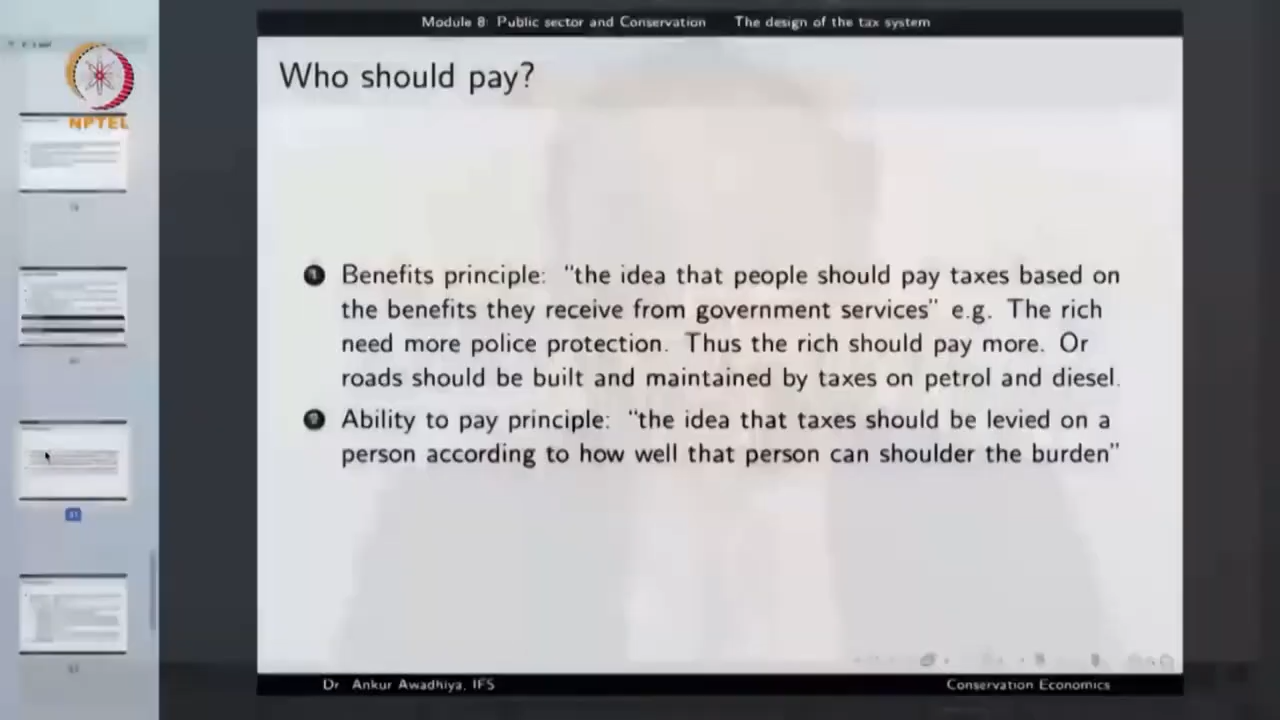 Module 8: Public sector and Conservation The design of the tax system
NPTEL
Who should pay?
1 Benefits principle: "the idea that people should pay taxes based on
the benefits they receive from government services" e.g. The rich
need more police protection. Thus the rich should pay more. Or
roads should be built and maintained by taxes on petrol and diesel.
2 Ability to pay principle: "the idea that taxes should be levied on a
person according to how well that person can shoulder the burden"
Dr Ankur Awadhiya, IFS Conservation Economics